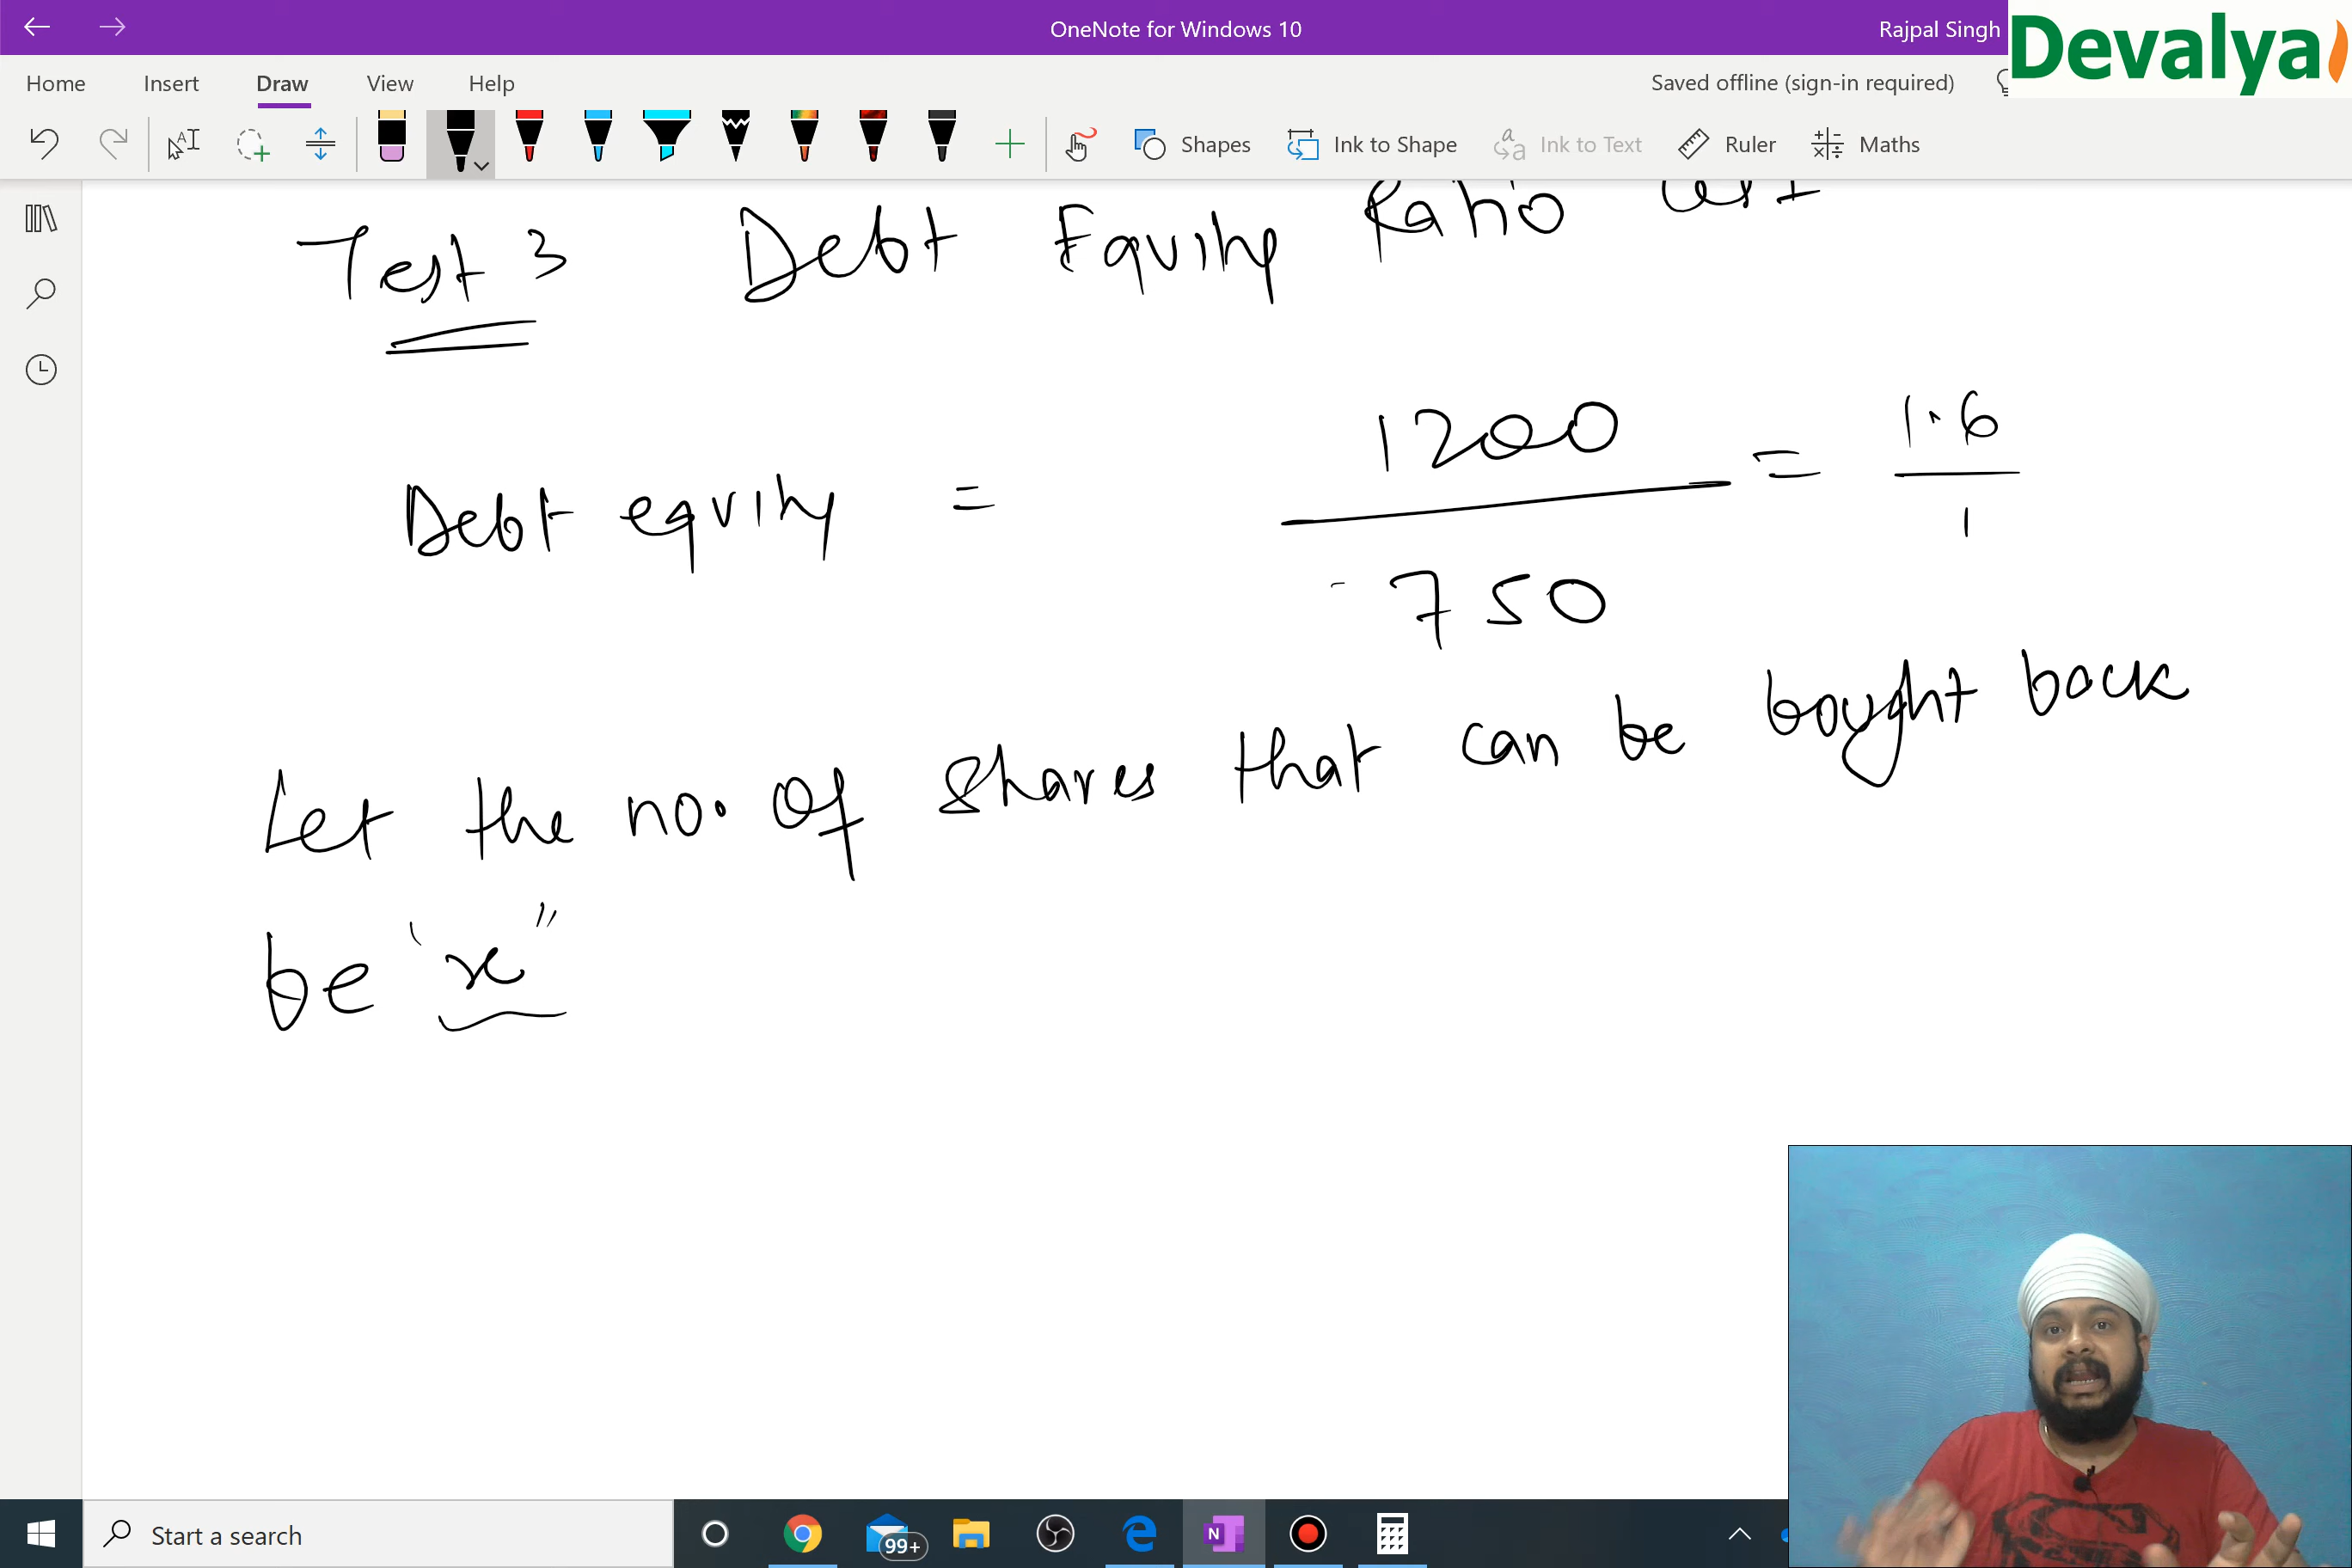 OneNote for Windows 10
Rajpal Singh
Devalya
Home Insert Draw View Help
Saved offline (sign-in required)
Shapes Ink to Shape Ink to Text Ruler Maths
Test 3 Debt Equity Ratio
Debt equity = 1200 / 750 = 1.6 / 1
Let the no. of shares that can be bought back
be "x"
Start a search
99+
N